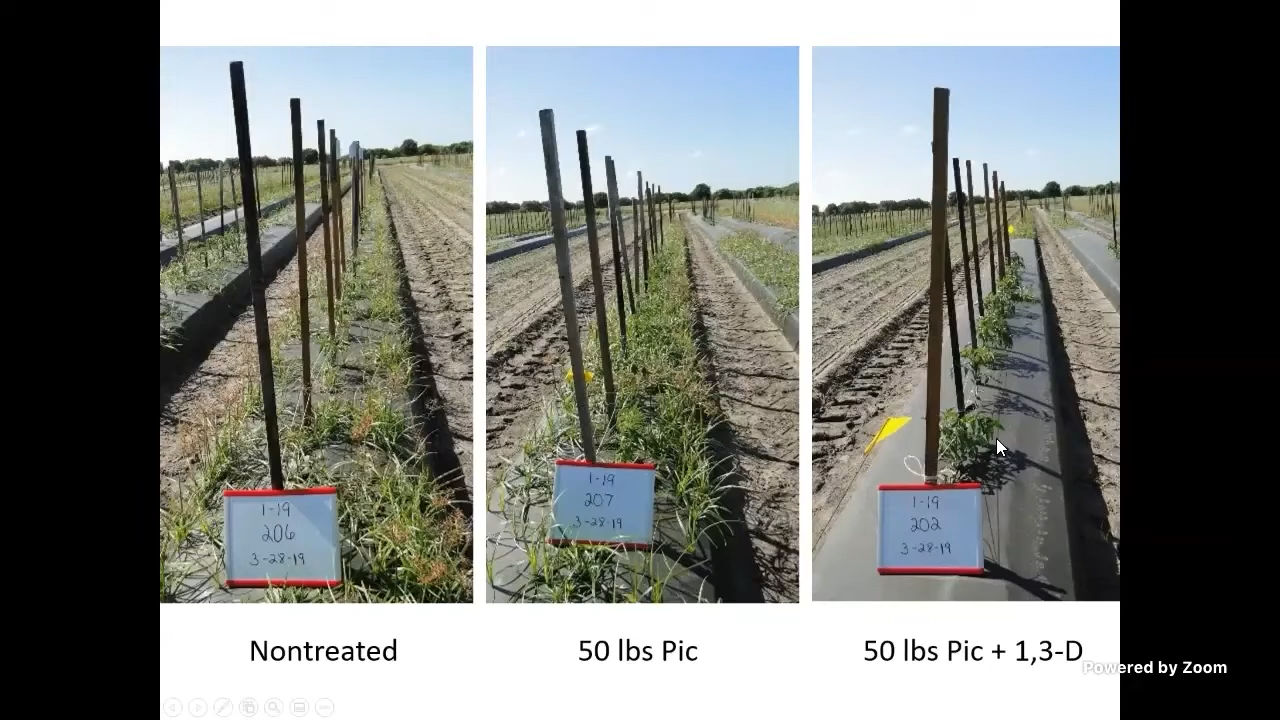 1-19
206
3-28-19
1-19
207
3-28-19
1-19
202
3-28-19
Nontreated
50 lbs Pic
50 lbs Pic + 1,3-D
Powered by Zoom